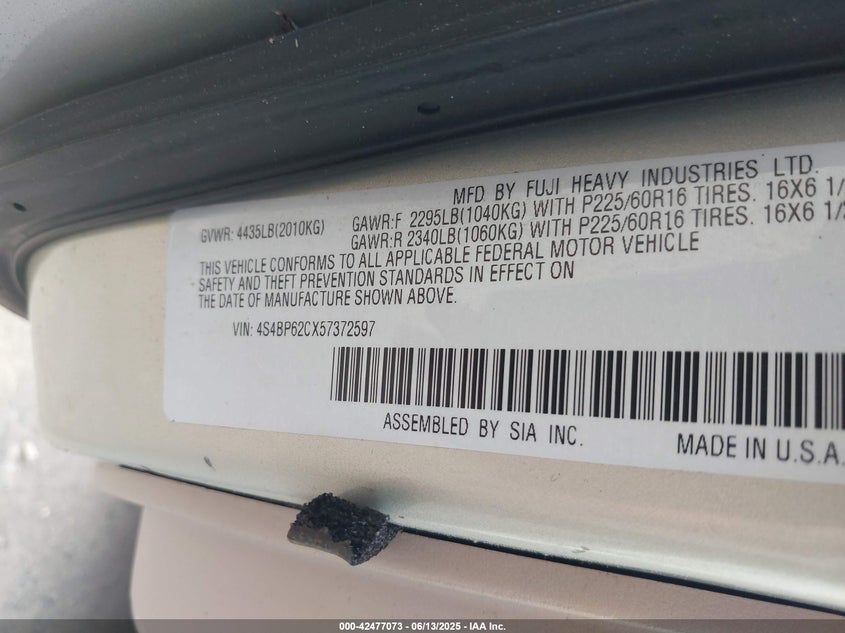 MFD BY FUJI HEAVY INDUSTRIES LTD.
GVWR: 4435LB(2010KG)
GAWR:F 2295LB(1040KG) WITH P225/60R16 TIRES. 16X6 1/
GAWR:R 2340LB(1060KG) WITH P225/60R16 TIRES. 16X6 1/2
THIS VEHICLE CONFORMS TO ALL APPLICABLE FEDERAL MOTOR VEHICLE
SAFETY AND THEFT PREVENTION STANDARDS IN EFFECT ON
THE DATE OF MANUFACTURE SHOWN ABOVE.
VIN: 4S4BP62CX57372597
ASSEMBLED BY SIA INC.
MADE IN U.S.A.
000-42477073 - 06/13/2025 - IAA Inc.